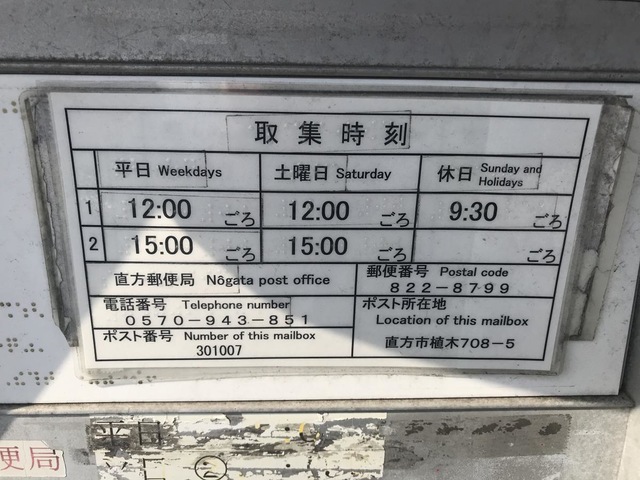 取集時刻
平日 Weekdays 土曜日 Saturday 休日 Sunday and Holidays
1 12:00 ごろ 12:00 ごろ 9:30 ごろ
2 15:00 ごろ 15:00 ごろ ごろ
直方郵便局 Nôgata post office
郵便番号 Postal code
822-8799
電話番号 Telephone number
0570-943-851
ポスト番号 Number of this mailbox
301007
ポスト所在地
Location of this mailbox
直方市植木708-5
平日
便局
②